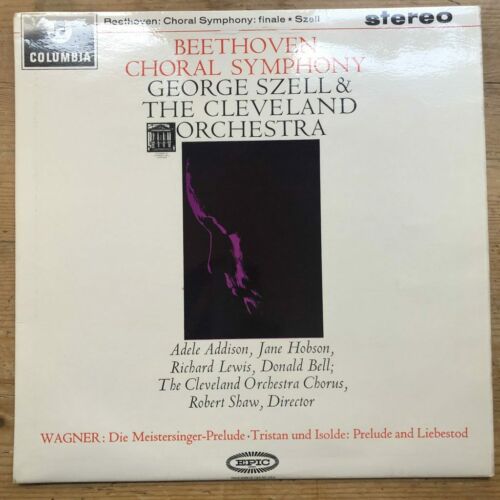 Beethoven: Choral Symphony: finale • Szell
stereo
COLUMBIA
BEETHOVEN
CHORAL SYMPHONY
GEORGE SZELL &
THE CLEVELAND
ORCHESTRA
Adele Addison, Jane Hobson,
Richard Lewis, Donald Bell;
The Cleveland Orchestra Chorus,
Robert Shaw, Director
WAGNER: Die Meistersinger-Prelude · Tristan und Isolde: Prelude and Liebestod
EPIC